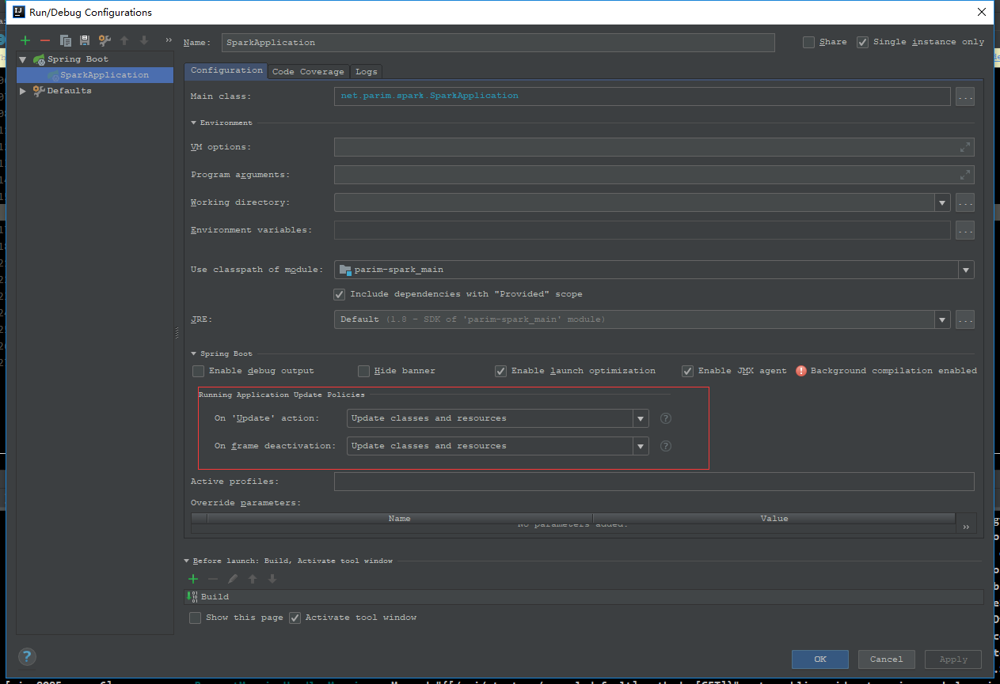 Run/Debug Configurations
Name: SparkApplication
Share
Single instance only
Spring Boot
SparkApplication
Defaults
Configuration
Code Coverage
Logs
Main class: net.parim.spark.SparkApplication ...
Environment
VM options:
Program arguments:
Working directory: ...
Environment variables: ...
Use classpath of module: parim-spark_main
Include dependencies with "Provided" scope
JRE: Default (1.8 - SDK of 'parim-spark_main' module) ...
Spring Boot
Enable debug output
Hide banner
Enable launch optimization
Enable JMX agent
Background compilation enabled
Running Application Update Policies
On 'Update' action: Update classes and resources ?
On frame deactivation: Update classes and resources ?
Active profiles:
Override parameters:
Name Value
No parameters added.
Before launch: Build, Activate tool window
Build
Show this page
Activate tool window
?
OK
Cancel
Apply